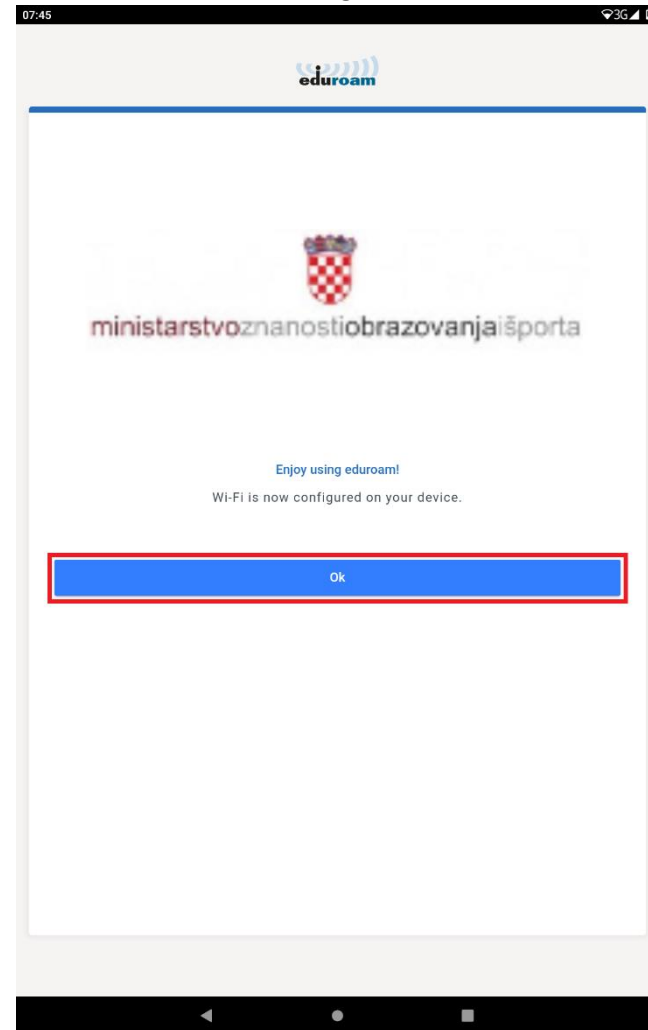 07:45
3G
eduroam
ministarstvoznanostiobrazovanjaišporta
Enjoy using eduroam!
Wi-Fi is now configured on your device.
Ok